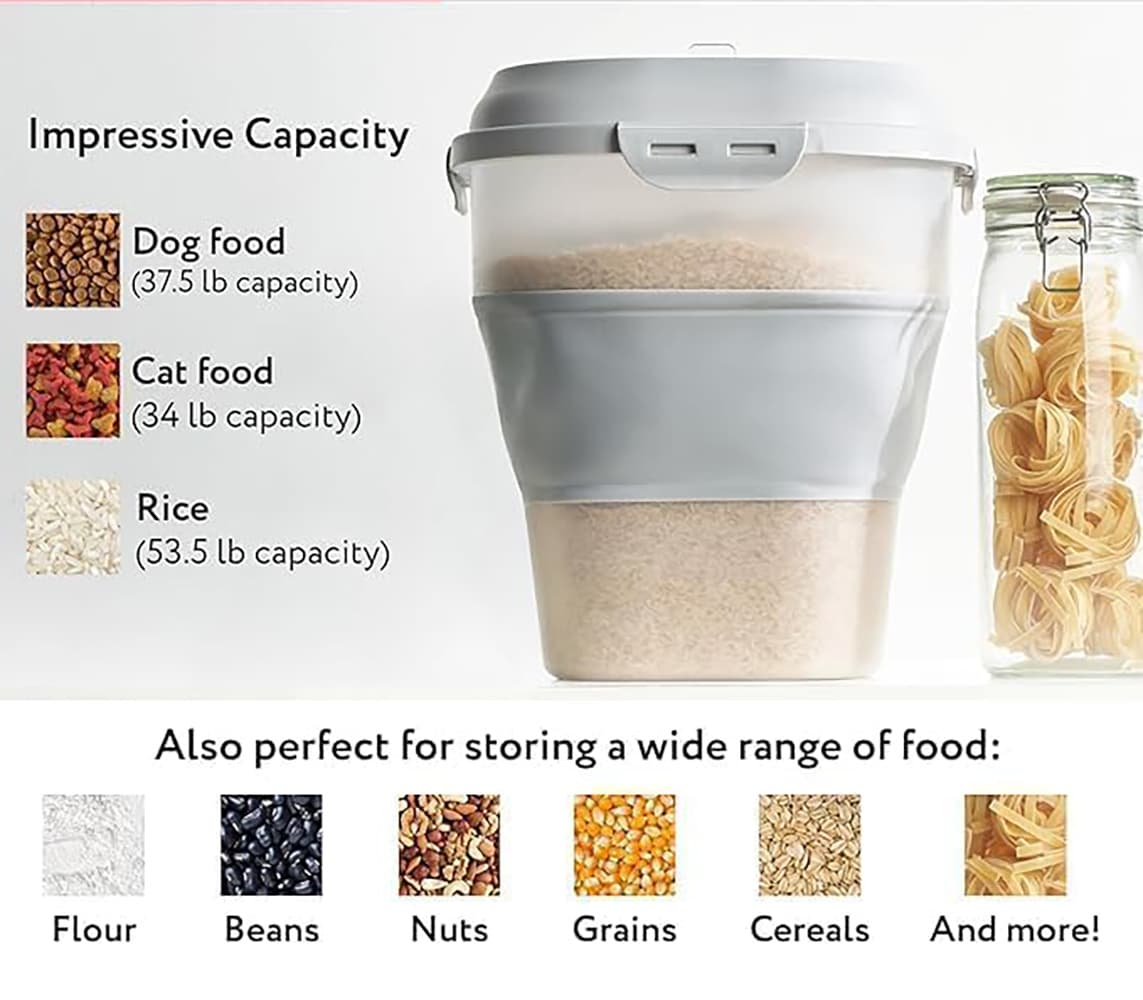 Impressive Capacity
Dog food
(37.5 lb capacity)
Cat food
(34 lb capacity)
Rice
(53.5 lb capacity)
Also perfect for storing a wide range of food:
Flour
Beans
Nuts
Grains
Cereals
And more!